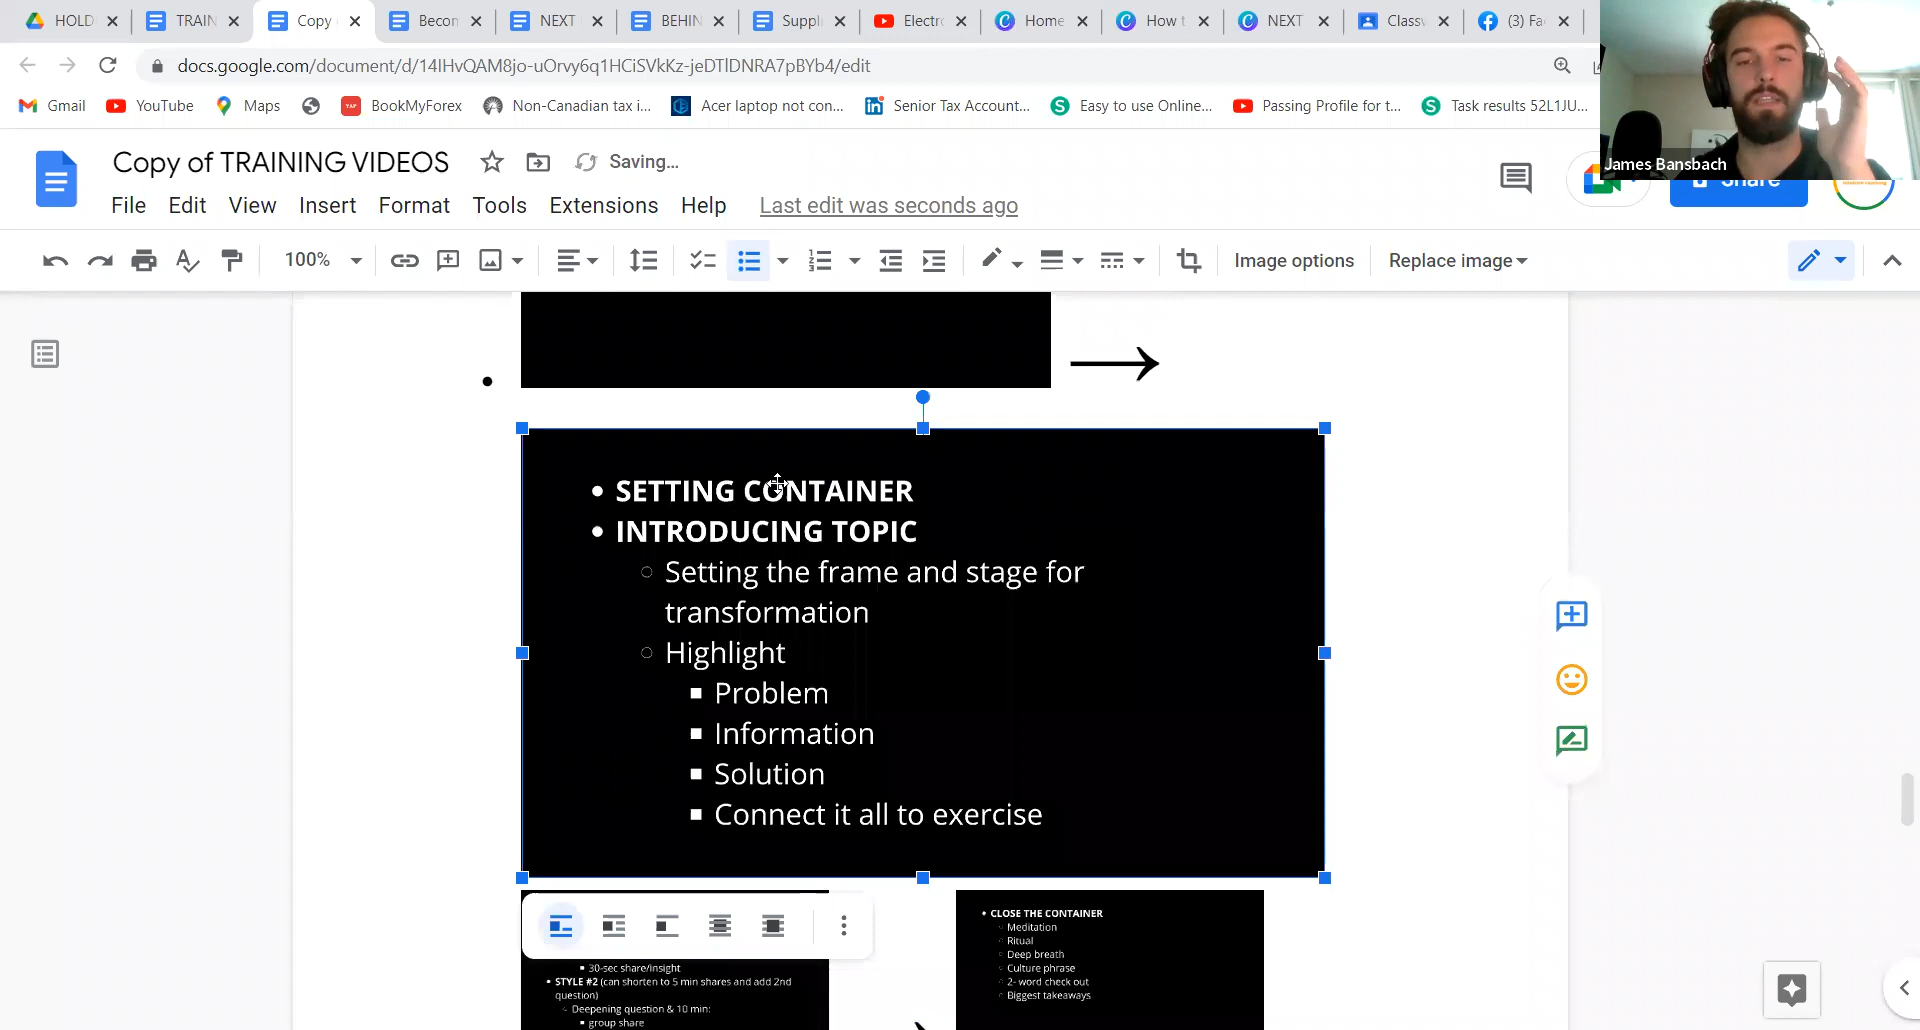 HOLD
TRAIN
Copy
Becon
NEXT
BEHIN
Suppli
Electro
Home
How t
NEXT
Classv
(3) Fa
docs.google.com/document/d/14IHvQAM8jo-uOrvy6q1HCiSVkKz-jeDTlDNRA7pBYb4/edit
Gmail
YouTube
Maps
BookMyForex
Non-Canadian tax i...
Acer laptop not con...
Senior Tax Account...
Easy to use Online...
Passing Profile for t...
Task results 52L1JU...
James Bansbach
Copy of TRAINING VIDEOS
Saving...
Share
File Edit View Insert Format Tools Extensions Help Last edit was seconds ago
100%
Image options
Replace image
• SETTING CONTAINER
• INTRODUCING TOPIC
○ Setting the frame and stage for
transformation
○ Highlight
■ Problem
■ Information
■ Solution
■ Connect it all to exercise
■ 30-sec share/insight
• STYLE #2 (can shorten to 5 min shares and add 2nd
question)
○ Deepening question & 10 min:
■ group share
• CLOSE THE CONTAINER
○ Meditation
○ Ritual
○ Deep breath
○ Culture phrase
○ 2- word check out
○ Biggest takeaways